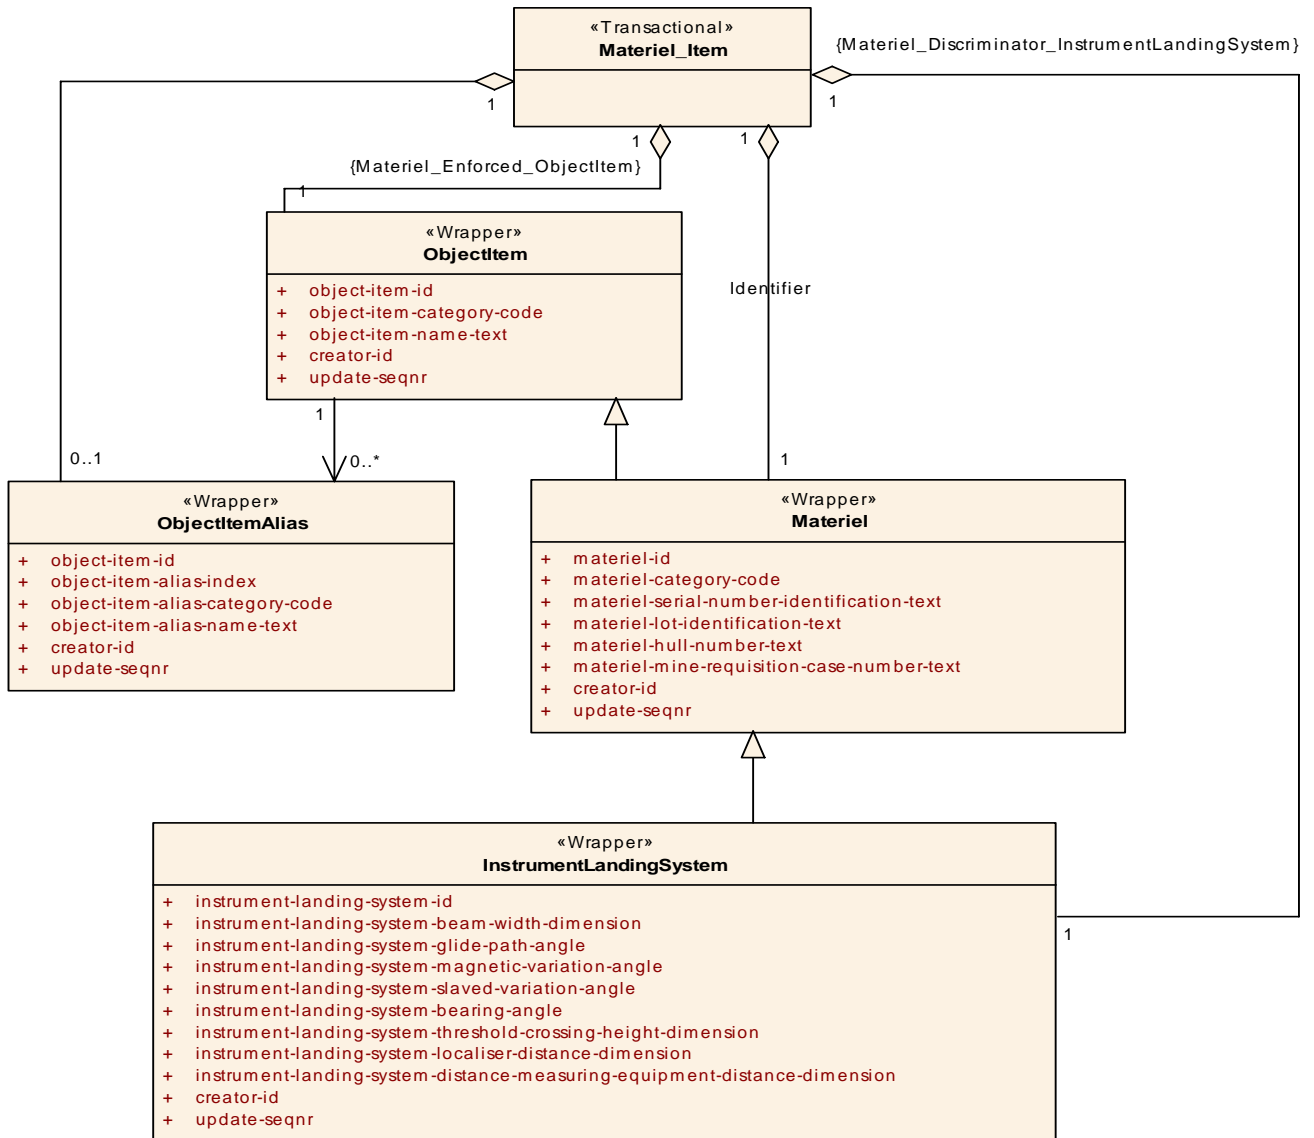 «Transactional»
Materiel_Item
{Materiel_Discriminator_InstrumentLandingSystem}
1
1
1
1
{Materiel_Enforced_ObjectItem}
1
«Wrapper»
ObjectItem
+ object-item-id
+ object-item-category-code
+ object-item-name-text
+ creator-id
+ update-seqnr
Identifier
1
0..1
0..*
1
«Wrapper»
ObjectItemAlias
+ object-item-id
+ object-item-alias-index
+ object-item-alias-category-code
+ object-item-alias-name-text
+ creator-id
+ update-seqnr
«Wrapper»
Materiel
+ materiel-id
+ materiel-category-code
+ materiel-serial-number-identification-text
+ materiel-lot-identification-text
+ materiel-hull-number-text
+ materiel-mine-requisition-case-number-text
+ creator-id
+ update-seqnr
«Wrapper»
InstrumentLandingSystem
+ instrument-landing-system-id
+ instrument-landing-system-beam-width-dimension
+ instrument-landing-system-glide-path-angle
+ instrument-landing-system-magnetic-variation-angle
+ instrument-landing-system-slaved-variation-angle
+ instrument-landing-system-bearing-angle
+ instrument-landing-system-threshold-crossing-height-dimension
+ instrument-landing-system-localiser-distance-dimension
+ instrument-landing-system-distance-measuring-equipment-distance-dimension
+ creator-id
+ update-seqnr
1